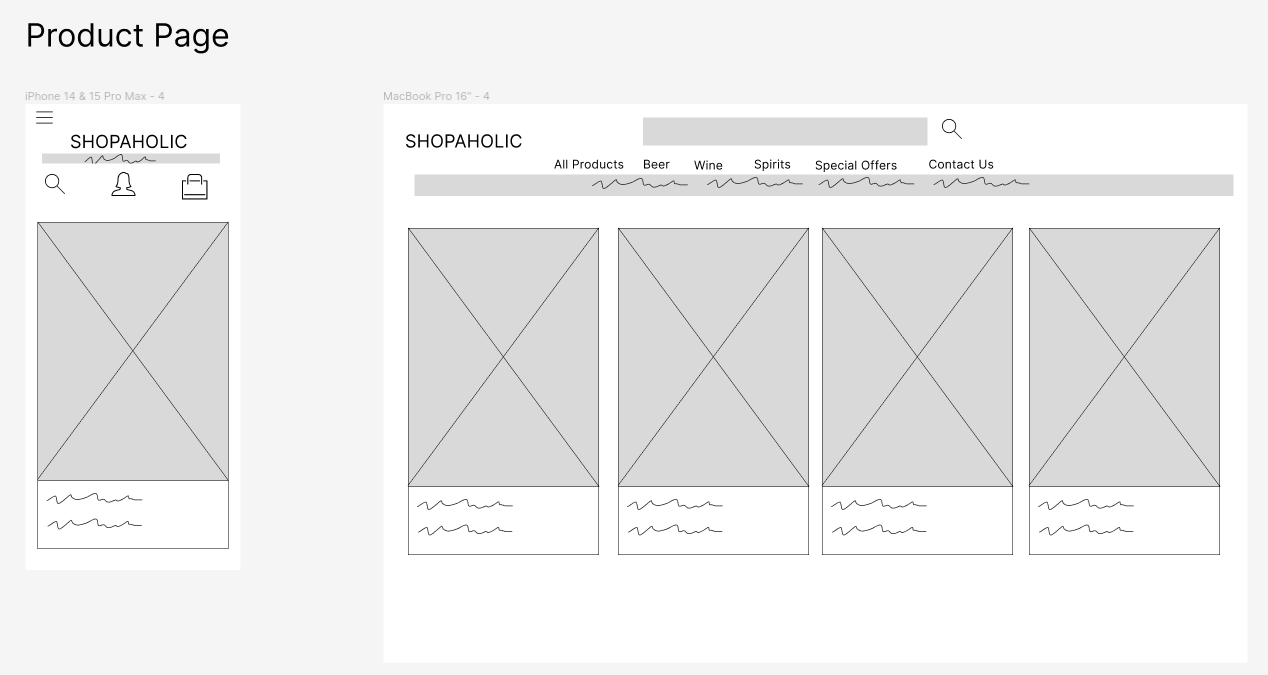 Product Page
iPhone 14 & 15 Pro Max - 4
SHOPAHOLIC
MacBook Pro 16" - 4
SHOPAHOLIC
All Products Beer Wine Spirits Special Offers Contact Us